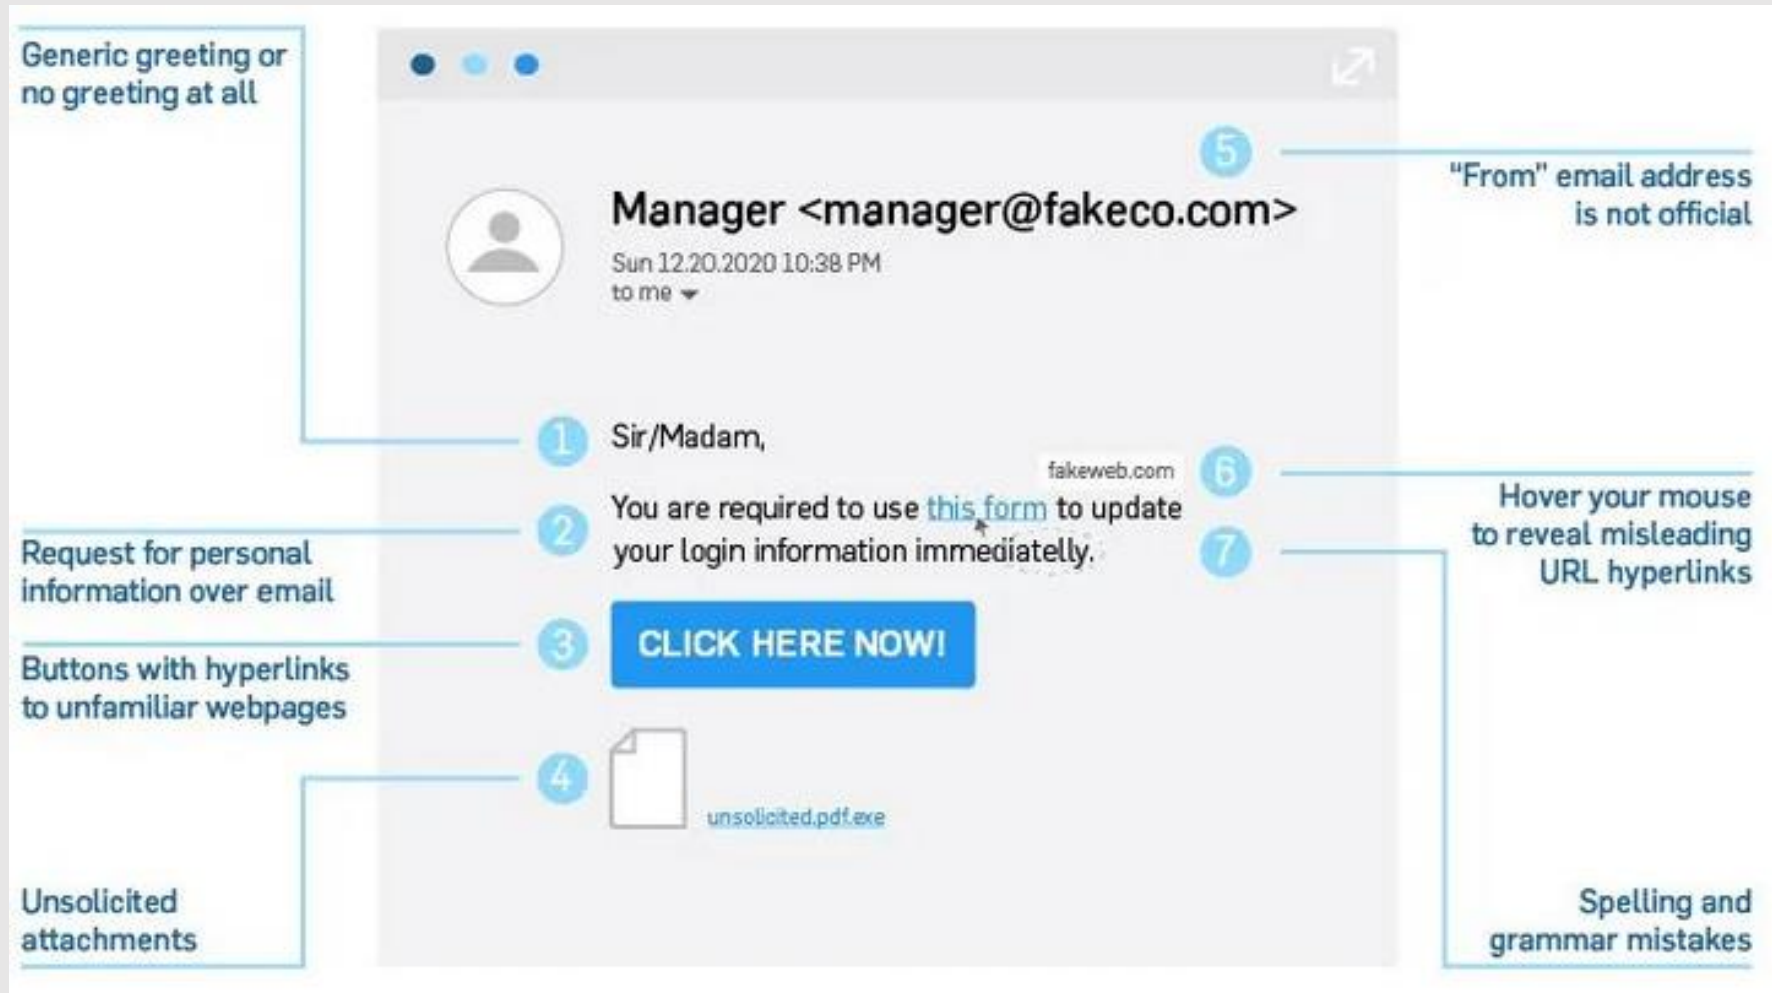 Generic greeting or
no greeting at all
5
"From" email address
is not official
Manager <manager@fakeco.com>
Sun 12.20.2020 10:38 PM
to me
1
Sir/Madam,
fakeweb.com
6
Hover your mouse
to reveal misleading
URL hyperlinks
2
You are required to use this form to update
your login information immediatelly.
7
Request for personal
information over email
3
CLICK HERE NOW!
Buttons with hyperlinks
to unfamiliar webpages
4
unsolicited.pdf.exe
Unsolicited
attachments
Spelling and
grammar mistakes